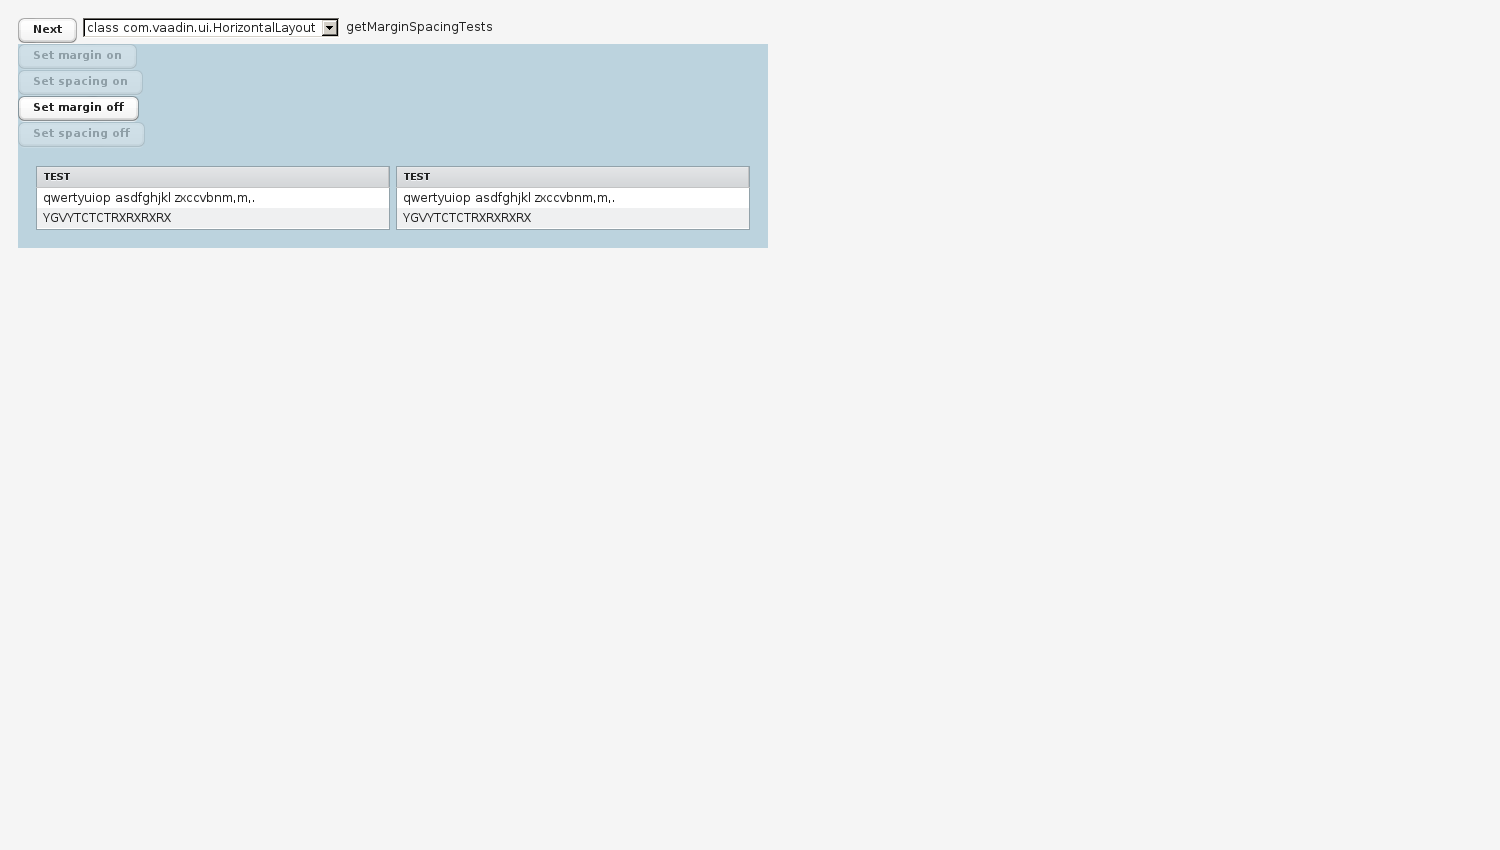 Next class com.vaadin.ui.HorizontalLayout getMarginSpacingTests
Set margin on
Set spacing on
Set margin off
Set spacing off
TEST TEST
qwertyuiop asdfghjkl zxccvbnm,m,. qwertyuiop asdfghjkl zxccvbnm,m,.
YGVYTCTCTRXRXRXRX YGVYTCTCTRXRXRXRX